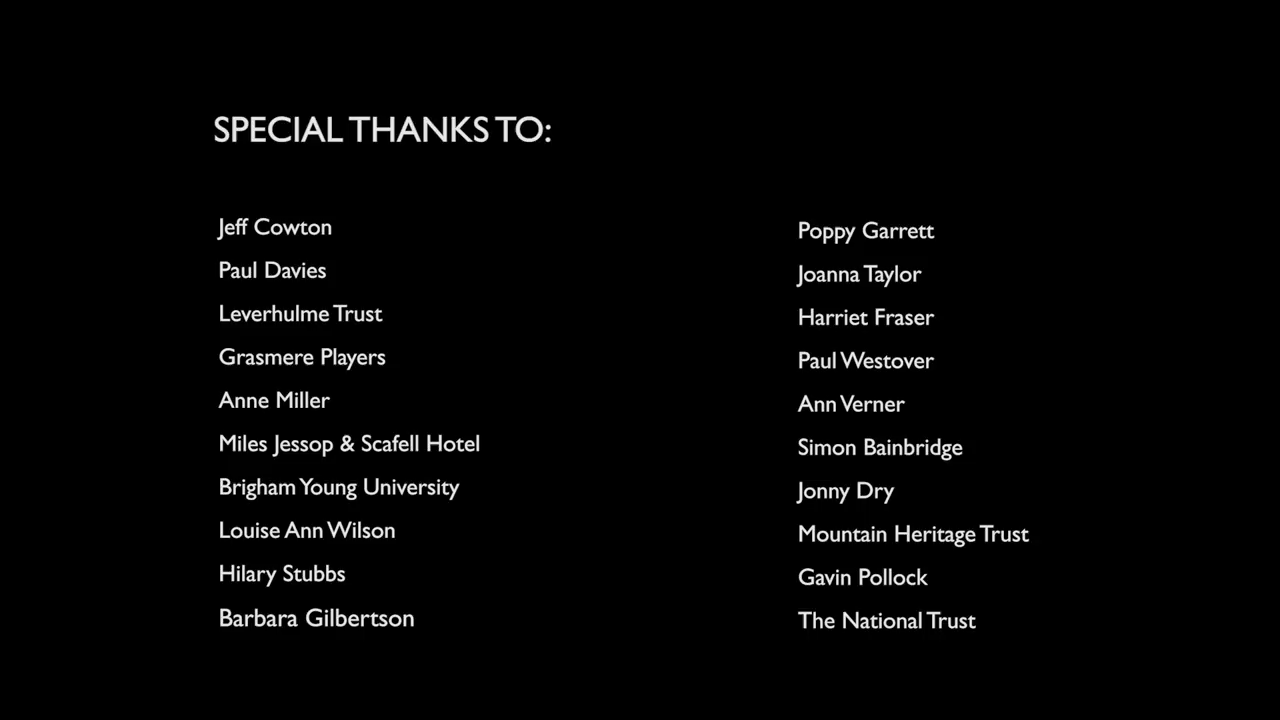 SPECIAL THANKS TO:
Jeff Cowton
Paul Davies
Leverhulme Trust
Grasmere Players
Anne Miller
Miles Jessop & Scafell Hotel
Brigham Young University
Louise Ann Wilson
Hilary Stubbs
Barbara Gilbertson
Poppy Garrett
Joanna Taylor
Harriet Fraser
Paul Westover
Ann Verner
Simon Bainbridge
Jonny Dry
Mountain Heritage Trust
Gavin Pollock
The National Trust